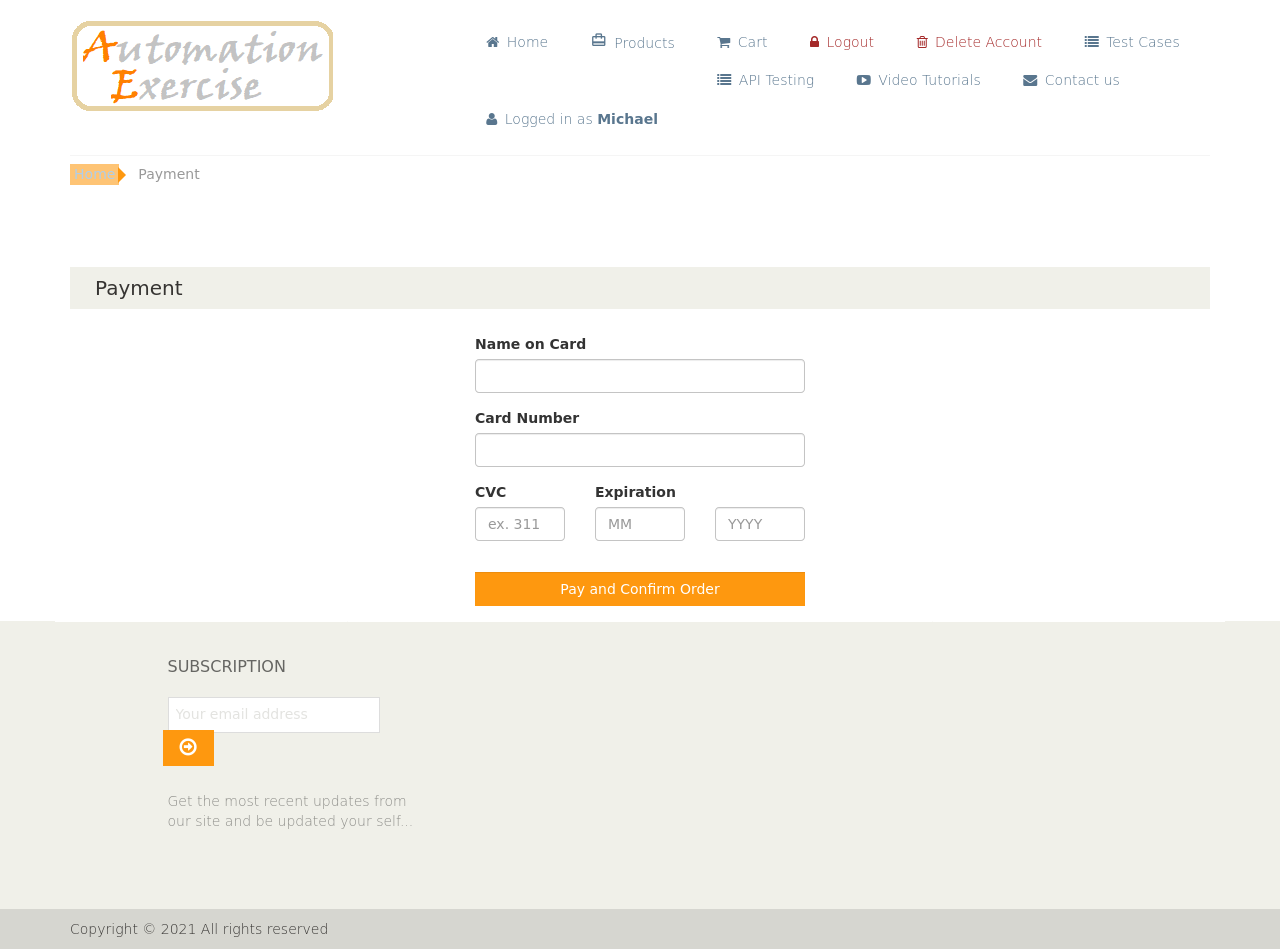 Automation
Exercise
Home
Products
Cart
Logout
Delete Account
Test Cases
API Testing
Video Tutorials
Contact us
Logged in as Michael
Home
Payment
Payment
Name on Card
Card Number
CVC
Expiration
ex. 311
MM
YYYY
Pay and Confirm Order
SUBSCRIPTION
Your email address
Get the most recent updates from
our site and be updated your self...
Copyright © 2021 All rights reserved